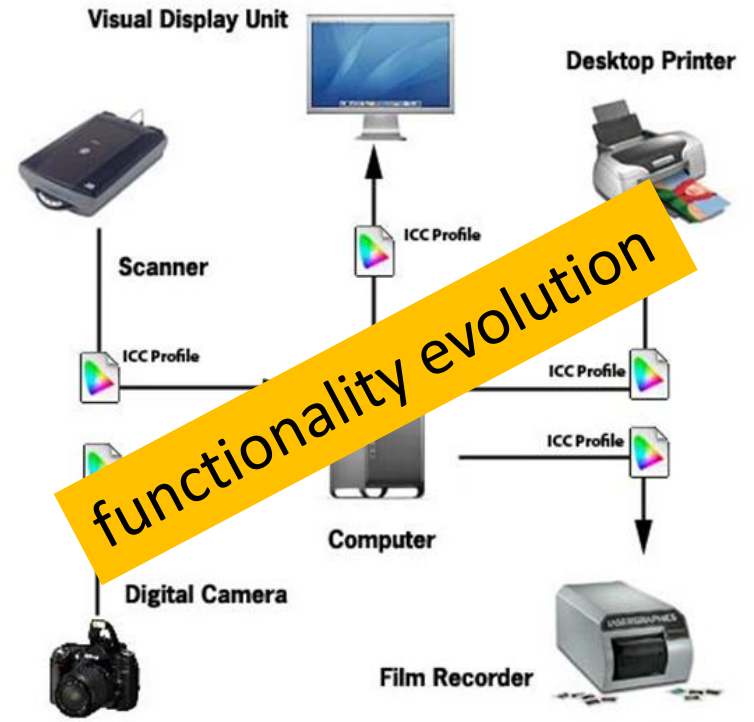 Visual Display Unit
Desktop Printer
ICC Profile
Scanner
functionality evolution
ICC Profile
ICC Profile
ICC Profile
Computer
Digital Camera
LASERGRAPHICS
Film Recorder